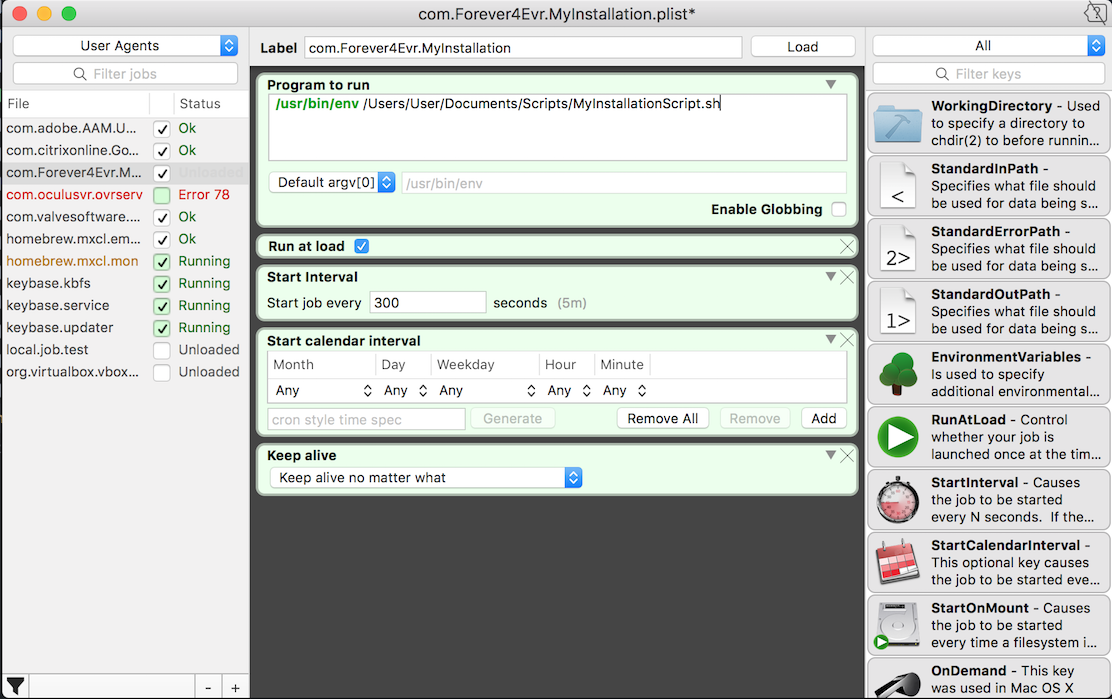 com.Forever4Evr.MyInstallation.plist*
User Agents
Filter jobs
File Status
com.adobe.AAM.U... Ok
com.citrixonline.Go... Ok
com.Forever4Evr.M... Unloaded
com.oculusvr.ovrserv Error 78
com.valvesoftware.... Ok
homebrew.mxcl.em... Ok
homebrew.mxcl.mon Running
keybase.kbfs Running
keybase.service Running
keybase.updater Running
local.job.test Unloaded
org.virtualbox.vbox... Unloaded
- +
Label com.Forever4Evr.MyInstallation Load
Program to run
/usr/bin/env /Users/User/Documents/Scripts/MyInstallationScript.sh
Default argv[0] /usr/bin/env
Enable Globbing
Run at load
Start Interval
Start job every 300 seconds (5m)
Start calendar interval
Month Day Weekday Hour Minute
Any Any Any Any Any
cron style time spec Generate Remove All Remove Add
Keep alive
Keep alive no matter what
All
Filter keys
WorkingDirectory - Used
to specify a directory to
chdir(2) to before runnin...
<
StandardInPath -
Specifies what file should
be used for data being s...
2>
StandardErrorPath -
Specifies what file should
be used for data being s...
1>
StandardOutPath -
Specifies what file should
be used for data being s...
EnvironmentVariables -
Is used to specify
additional environmental...
RunAtLoad - Control
whether your job is
launched once at the tim...
StartInterval - Causes
the job to be started
every N seconds. If the...
StartCalendarInterval -
This optional key causes
the job to be started eve...
StartOnMount - Causes
the job to be started
every time a filesystem i...
OnDemand - This key
was used in Mac OS X